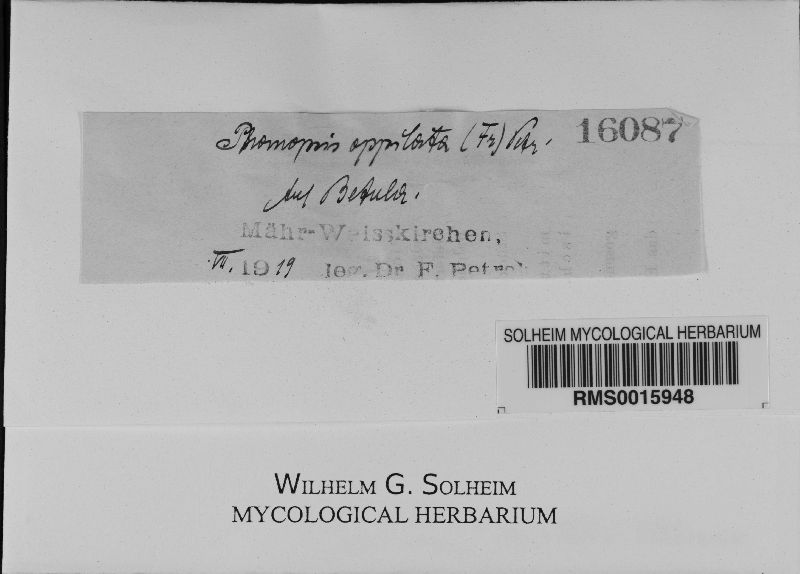 Phomopsis oppilata (Fr) Petr. 16087
Auf Betula.
Mähr-Weisskirchen,
VII. 1919 leg. Dr. F. Petrak
SOLHEIM MYCOLOGICAL HERBARIUM
RMS0015948
WILHELM G. SOLHEIM
MYCOLOGICAL HERBARIUM